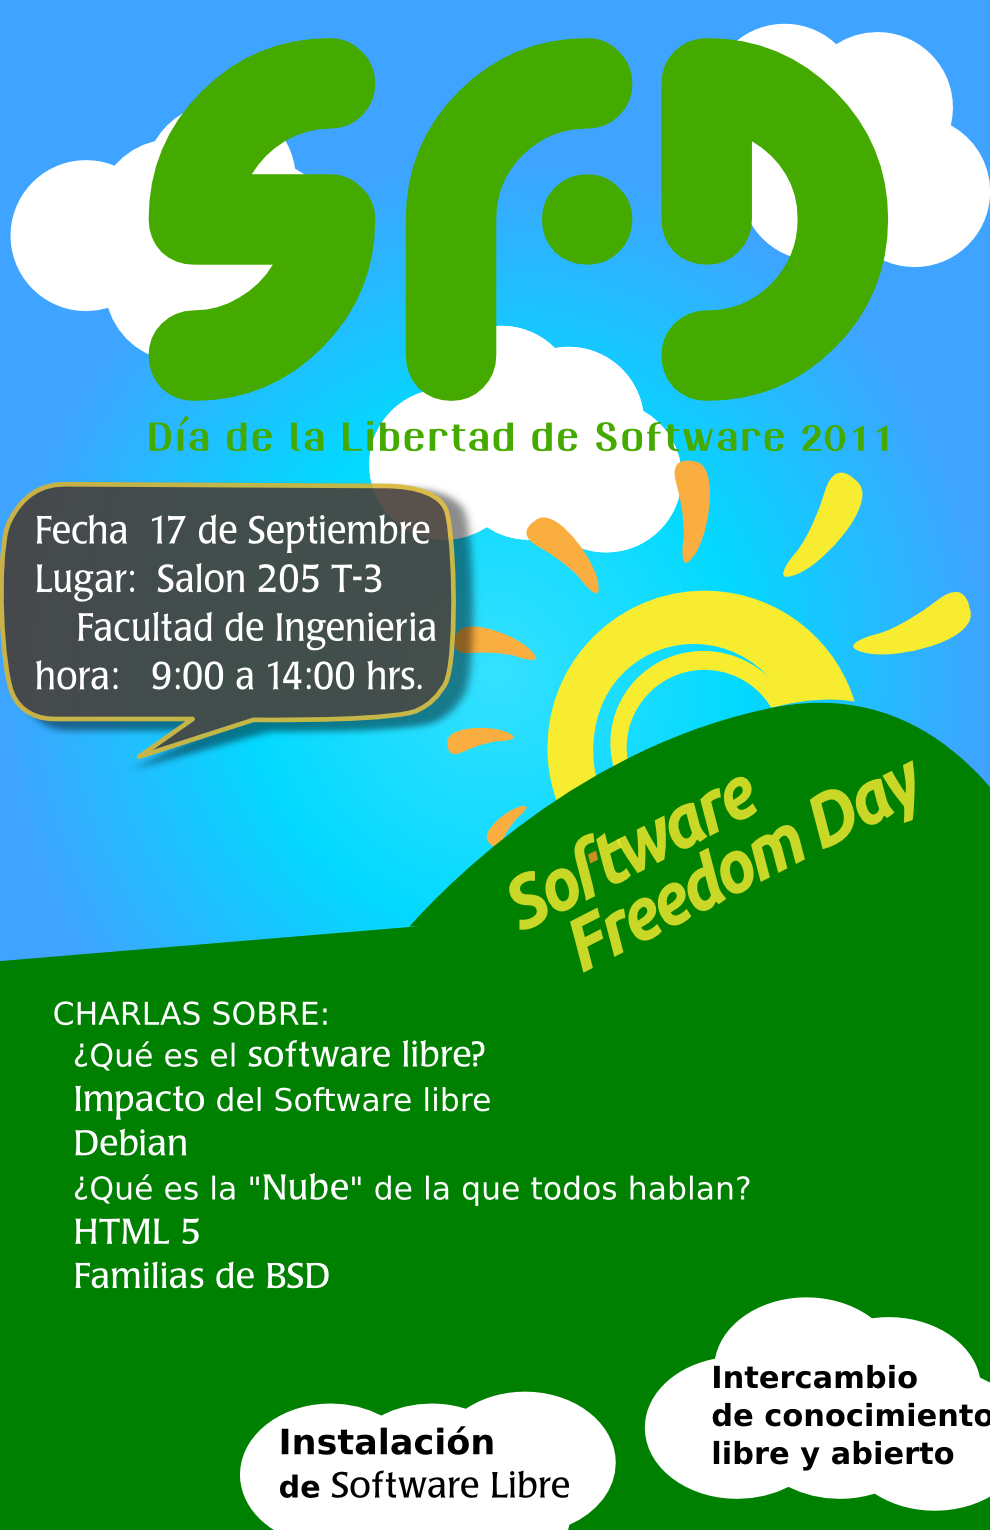 SFD
Día de la Libertad de Software 2011
Fecha 17 de Septiembre
Lugar: Salon 205 T-3
Facultad de Ingenieria
hora: 9:00 a 14:00 hrs.
Software
Freedom Day
CHARLAS SOBRE:
¿Qué es el software libre?
Impacto del Software libre
Debian
¿Qué es la "Nube" de la que todos hablan?
HTML 5
Familias de BSD
Intercambio
de conocimiento
libre y abierto
Instalación
de Software Libre